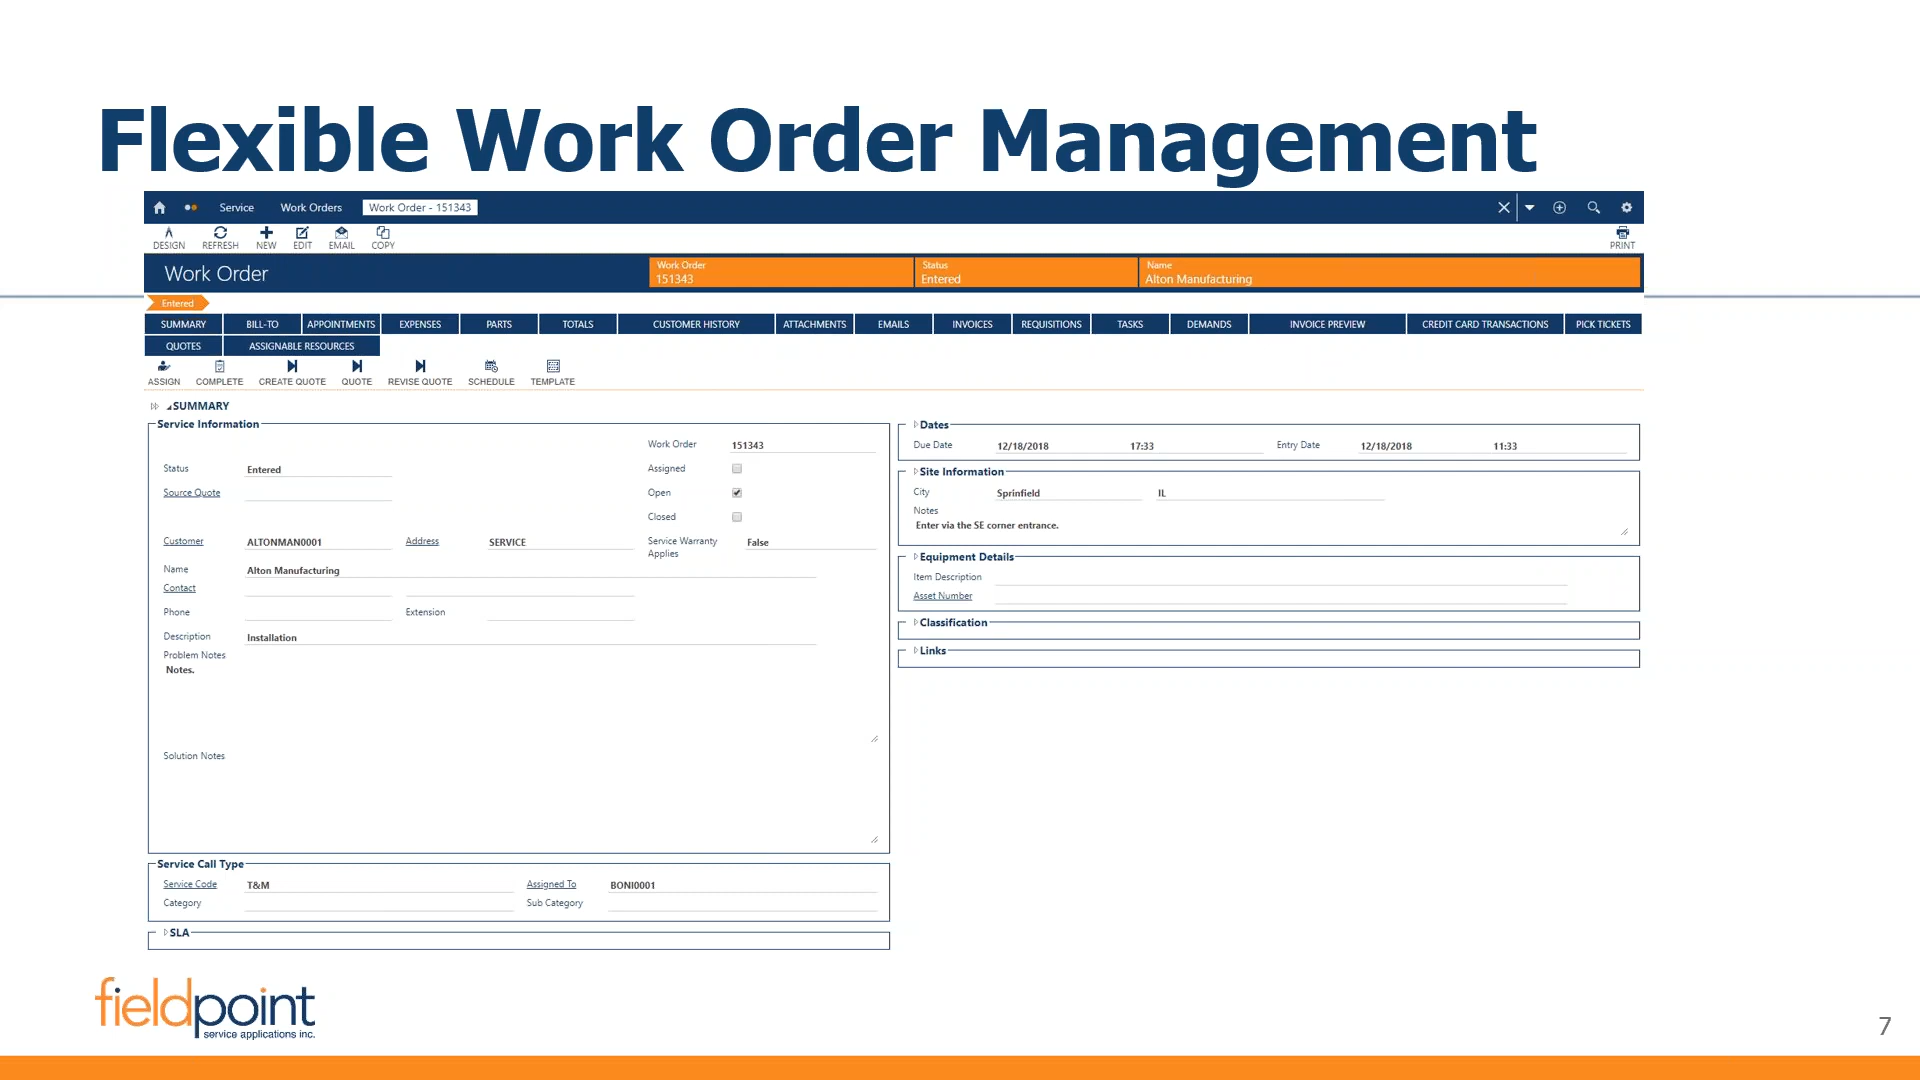 Flexible Work Order Management
Service Work Orders Work Order - 151343
DESIGN REFRESH NEW EDIT EMAIL COPY PRINT
Work Order
Work Order
151343
Status
Entered
Name
Alton Manufacturing
Entered
SUMMARY BILL-TO APPOINTMENTS EXPENSES PARTS TOTALS CUSTOMER HISTORY ATTACHMENTS EMAILS INVOICES REQUISITIONS TASKS DEMANDS INVOICE PREVIEW CREDIT CARD TRANSACTIONS PICK TICKETS
QUOTES ASSIGNABLE RESOURCES
ASSIGN COMPLETE CREATE QUOTE QUOTE REVISE QUOTE SCHEDULE TEMPLATE
SUMMARY
Service Information
Work Order 151343
Status Entered
Assigned
Source Quote
Open
Closed
Customer ALTONMAN0001 Address SERVICE
Service Warranty
Applies
False
Name Alton Manufacturing
Contact
Phone Extension
Description Installation
Problem Notes
Notes.
Solution Notes
Service Call Type
Service Code T&M Assigned To BONI0001
Category Sub Category
SLA
Dates
Due Date 12/18/2018 17:33 Entry Date 12/18/2018 11:33
Site Information
City Sprinfield IL
Notes
Enter via the SE corner entrance.
Equipment Details
Item Description
Asset Number
Classification
Links
fieldpoint
service applications inc.
7